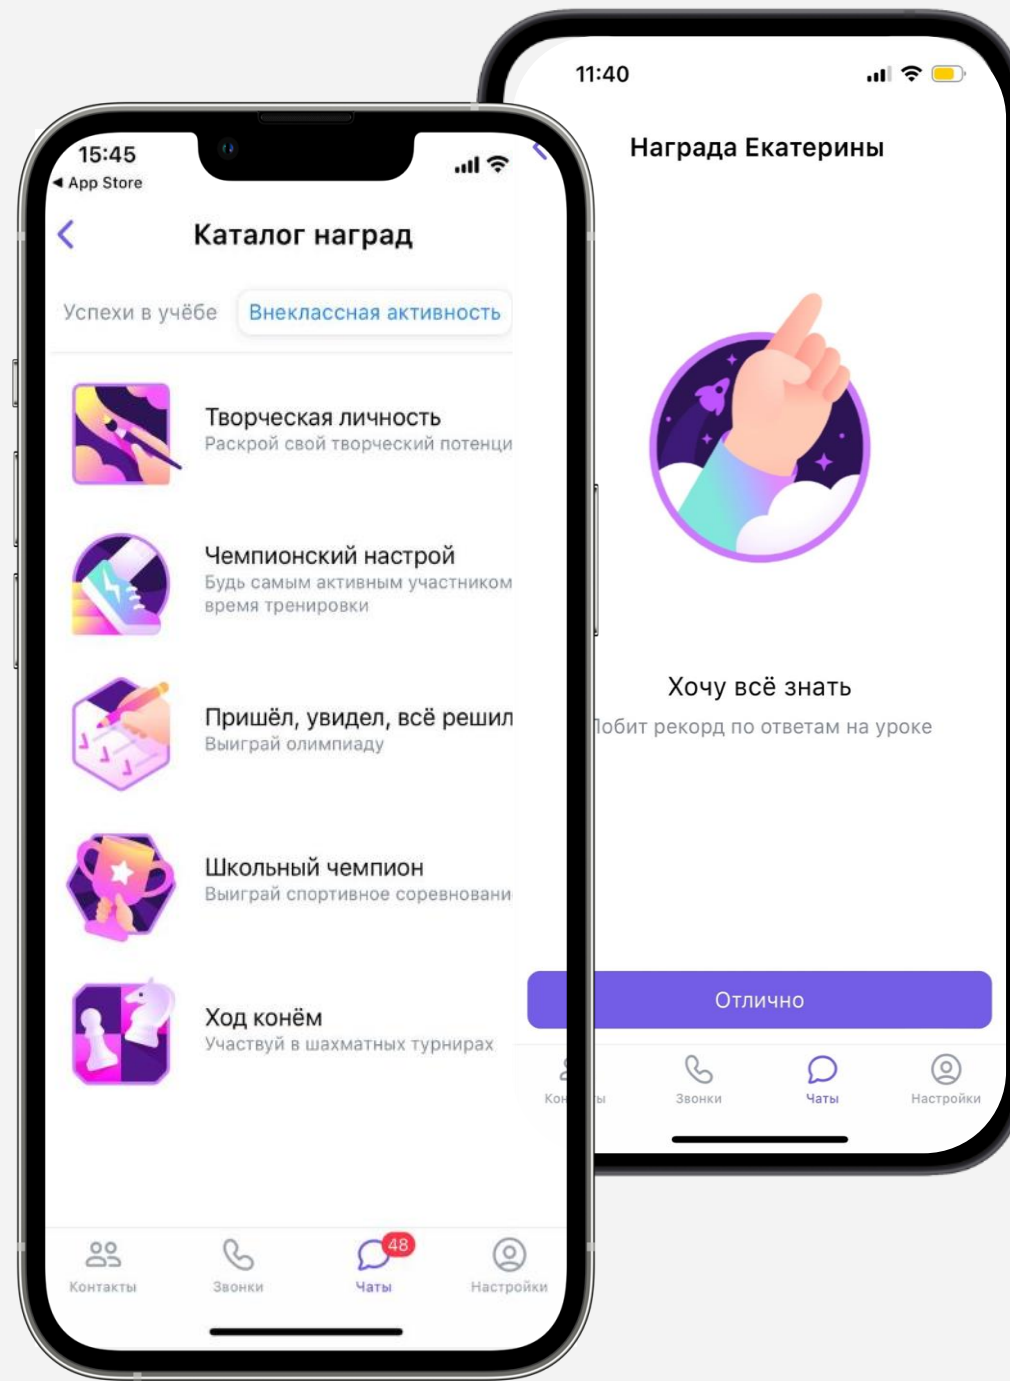 15:45
App Store
Каталог наград
Успехи в учёбе
Внеклассная активность
Творческая личность
Раскрой свой творческий
Чемпионский настрой
Будь самым активным участником
время тренировки
Пришёл, увидел, всё решил
Выиграй олимпиаду
Школьный чемпион
Выиграй спортивное
Ход конём
Участвуй в шахматных турнирах
Контакты
Звонки
48
Чаты
Настройки
11:40
Награда Екатерины
Хочу всё знать
рекорд по ответам на уроке
Отлично
Звонки
Чаты
Настройки